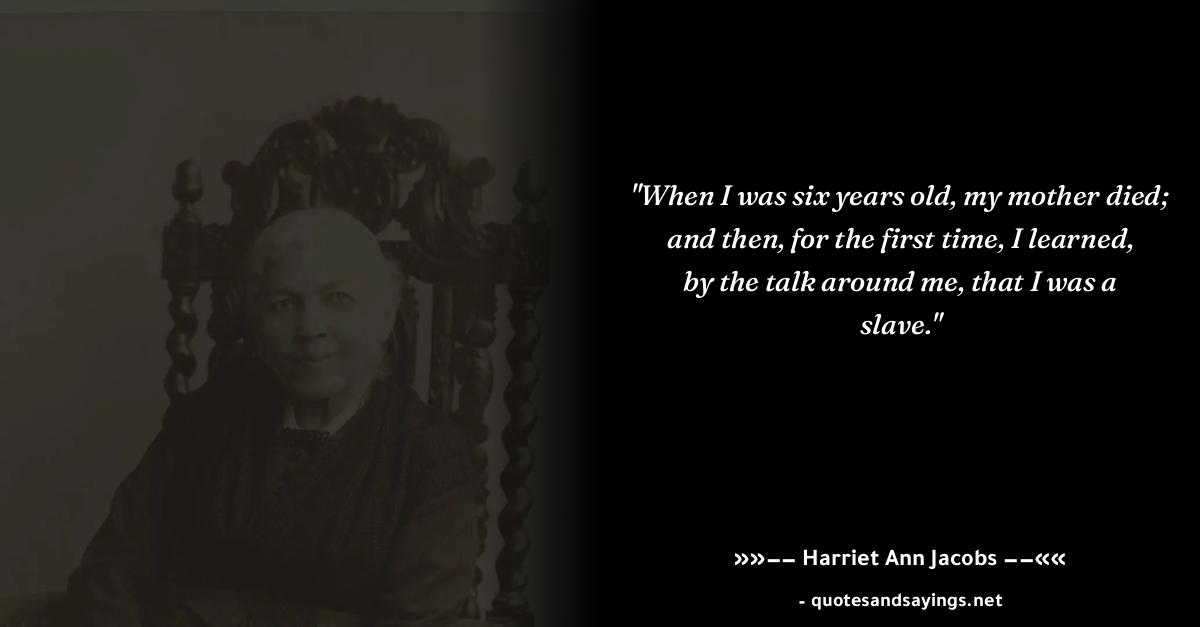 "When I was six years old, my mother died;
and then, for the first time, I learned,
by the talk around me, that I was a
slave."
»»–– Harriet Ann Jacobs ––««
- quotesandsayings.net